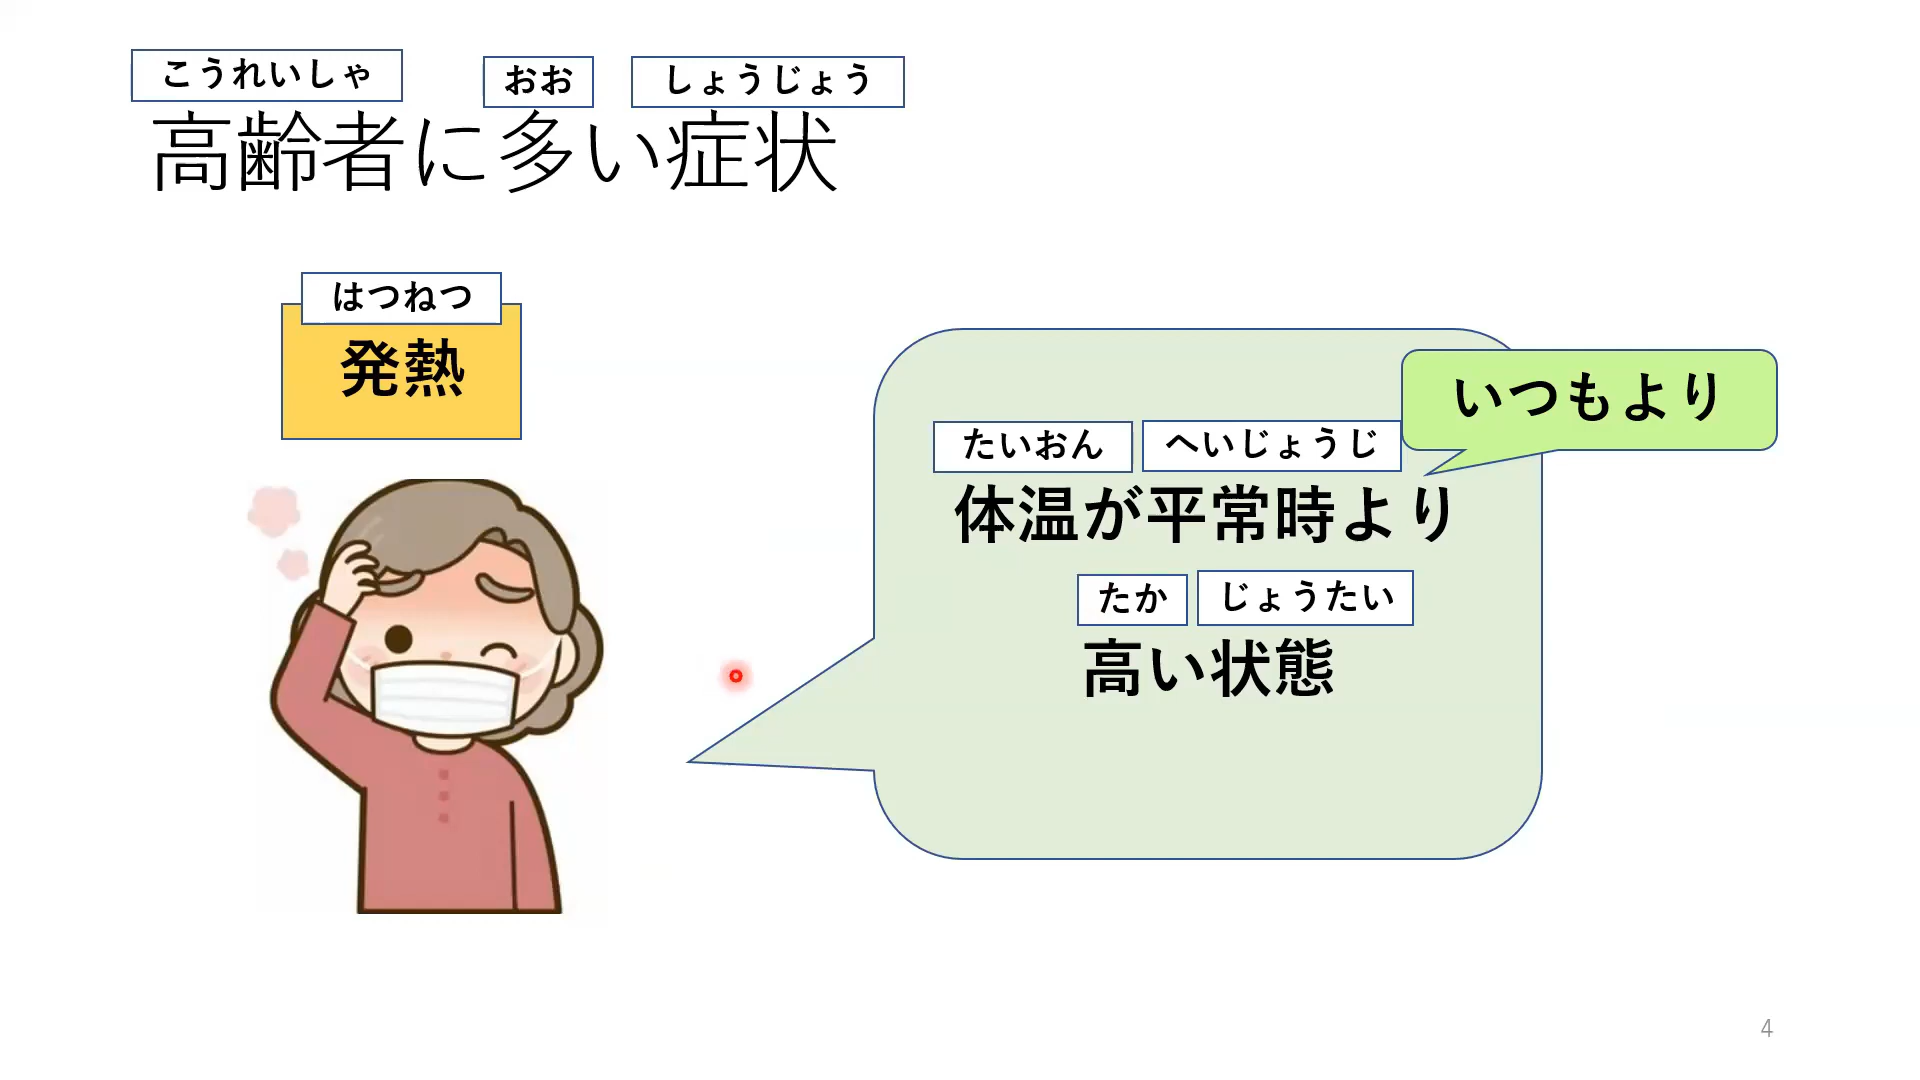 こうれいしゃ おお しょうじょう
高齢者に多い症状
はつねつ
発熱
いつもより
たいおん へいじょうじ
体温が平常時より
たか じょうたい
高い状態
4